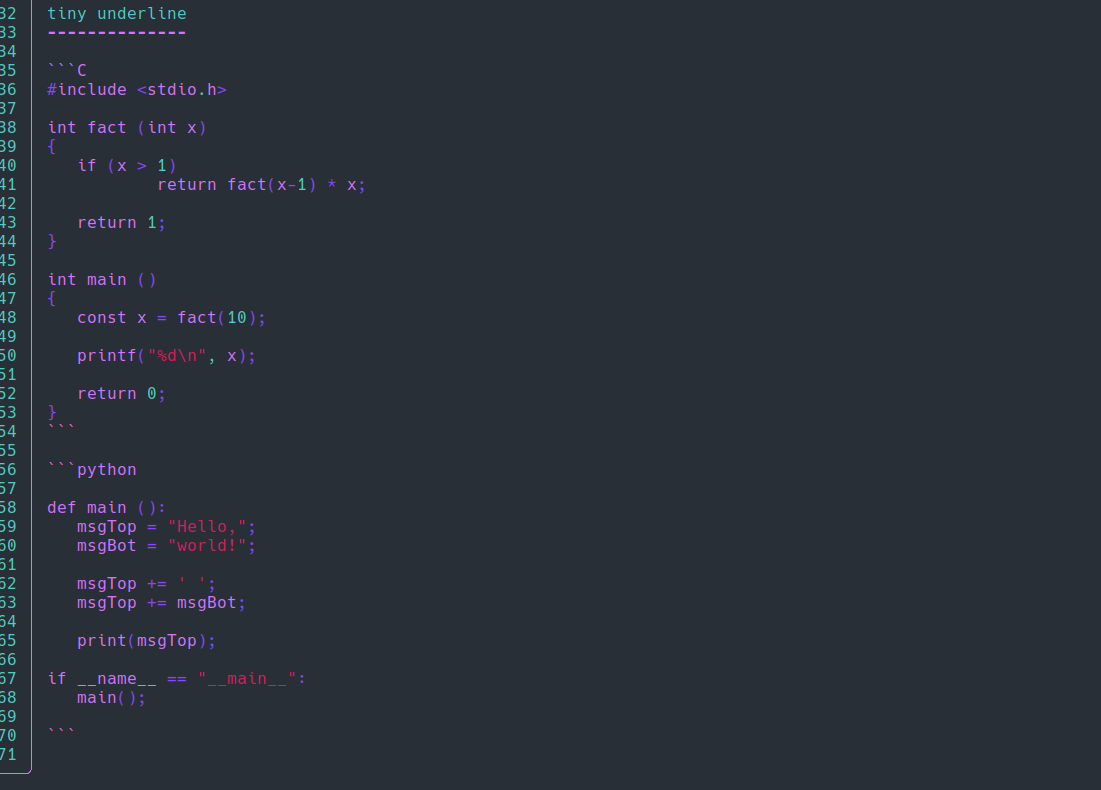 32 tiny underline
33 --------------
34
35 ```C
36 #include <stdio.h>
37
38 int fact (int x)
39 {
40    if (x > 1)
41            return fact(x-1) * x;
42
43    return 1;
44 }
45
46 int main ()
47 {
48    const x = fact(10);
49
50    printf("%d\n", x);
51
52    return 0;
53 }
54 ```
55
56 ```python
57
58 def main ():
59    msgTop = "Hello,";
60    msgBot = "world!";
61
62    msgTop += ' ';
63    msgTop += msgBot;
64
65    print(msgTop);
66
67 if __name__ == "__main__":
68    main();
69
70 ```
71